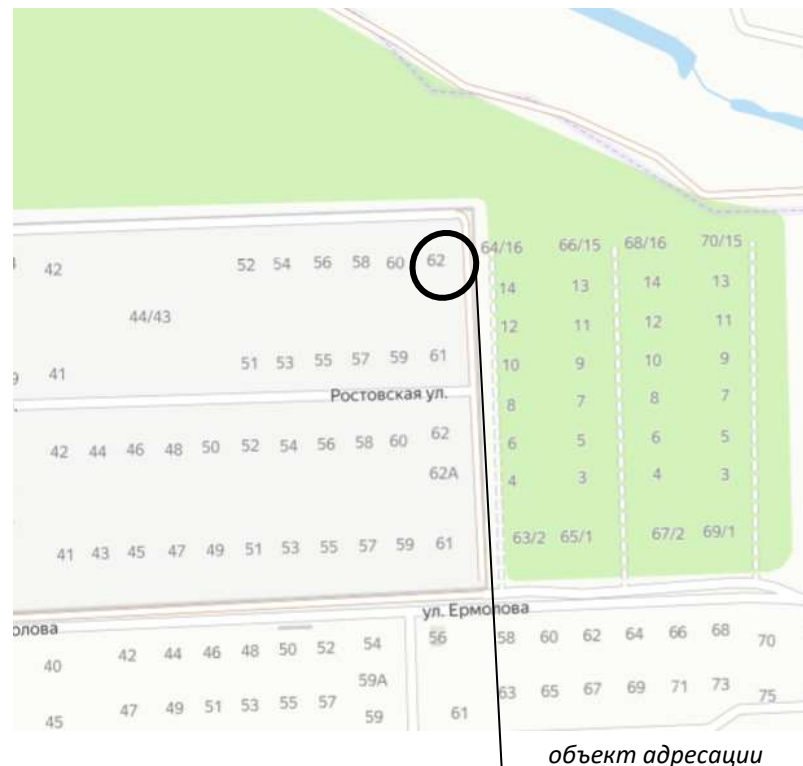 42 52 54 56 58 60 62 64/16 66/15 68/16 70/15
14 13 14 13
44/43
12 11 12 11
41 51 53 55 57 59 61 10 9 10 9
Ростовская ул.
8 7 8 7
42 44 46 48 50 52 54 56 58 60 62 6 5 6 5
62А 4 3 4 3
41 43 45 47 49 51 53 55 57 59 61 63/2 65/1 67/2 69/1
ул. Ермолова
олова
40 42 44 46 48 50 52 54 56 58 60 62 64 66 68 70
59А
45 47 49 51 53 55 57 59 61 63 65 67 69 71 73 75
объект адресации